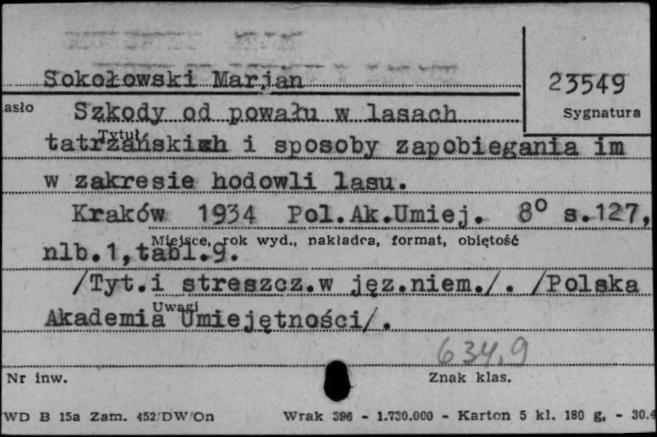 Sokołowski Marjan
23549
asło
Sygnatura
Szkody od powału w lasach
Tytuł
tatrzańskich i sposoby zapobiegania im
w zakresie hodowli lasu.
Kraków 1934 Pol.Ak.Umiej. 8° s.127,
Miejsce, rok wyd., nakładca, format, objętość
nlb.1,tabl.9.
/Tyt.i streszcz.w jęz.niem./. /Polska
Uwagi
Akademia Umiejętności/.
634,9
Nr inw.
Znak klas.
WD B 15a Zam. 452/DW/On Wrak 396 - 1.730.000 - Karton 5 kl. 180 g. - 30.4